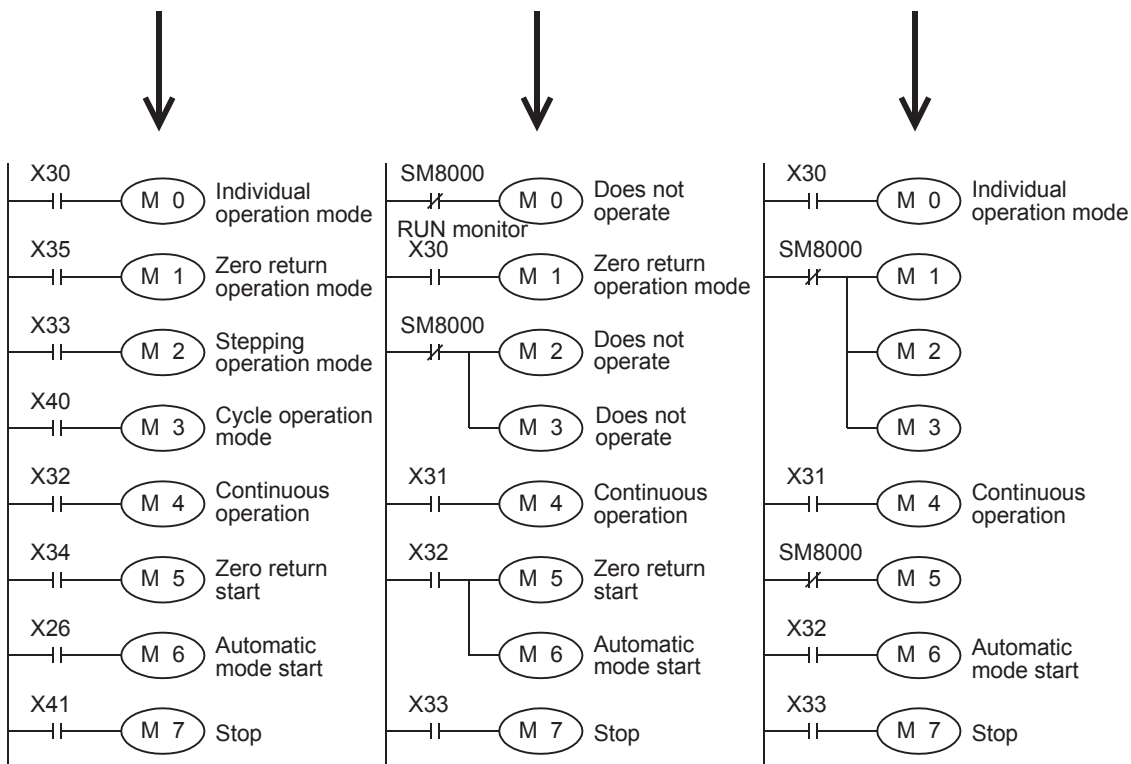 X30
M 0
Individual
operation mode
X35
M 1
Zero return
operation mode
X33
M 2
Stepping
operation mode
X40
M 3
Cycle operation
mode
X32
M 4
Continuous
operation
X34
M 5
Zero return
start
X26
M 6
Automatic
mode start
X41
M 7
Stop
SM8000
M 0
Does not
operate
RUN monitor
X30
M 1
Zero return
operation mode
SM8000
M 2
Does not
operate
M 3
Does not
operate
X31
M 4
Continuous
operation
X32
M 5
Zero return
start
M 6
Automatic
mode start
X33
M 7
Stop
X30
M 0
Individual
operation mode
SM8000
M 1
M 2
M 3
X31
M 4
Continuous
operation
SM8000
M 5
X32
M 6
Automatic
mode start
X33
M 7
Stop